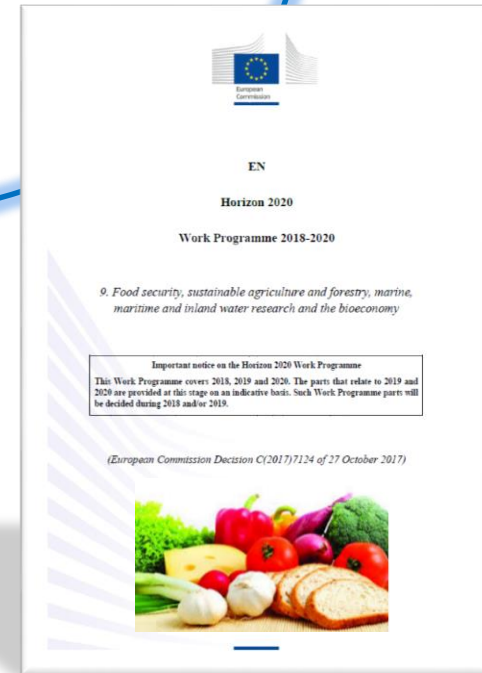 European
Commission
EN
Horizon 2020
Work Programme 2018-2020
9. Food security, sustainable agriculture and forestry, marine,
maritime and inland water research and the bioeconomy
Important notice on the Horizon 2020 Work Programme
This Work Programme covers 2018, 2019 and 2020. The parts that relate to 2019 and
2020 are provided at this stage on an indicative basis. Such Work Programme parts will
be decided during 2018 and/or 2019.
(European Commission Decision C(2017)7124 of 27 October 2017)